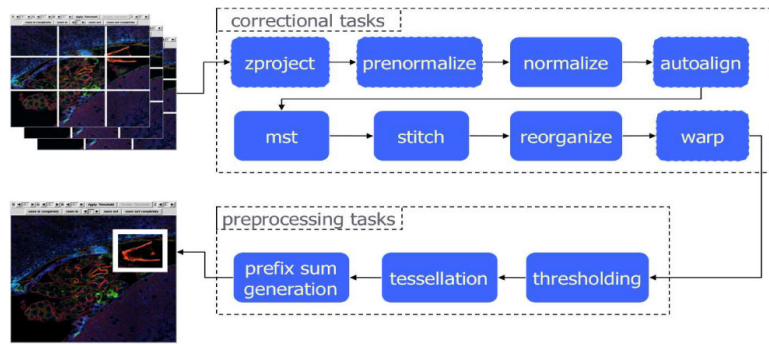 correctional tasks
zproject
prenormalize
normalize
autoalign
mst
stitch
reorganize
warp
preprocessing tasks
prefix sum
generation
tessellation
thresholding